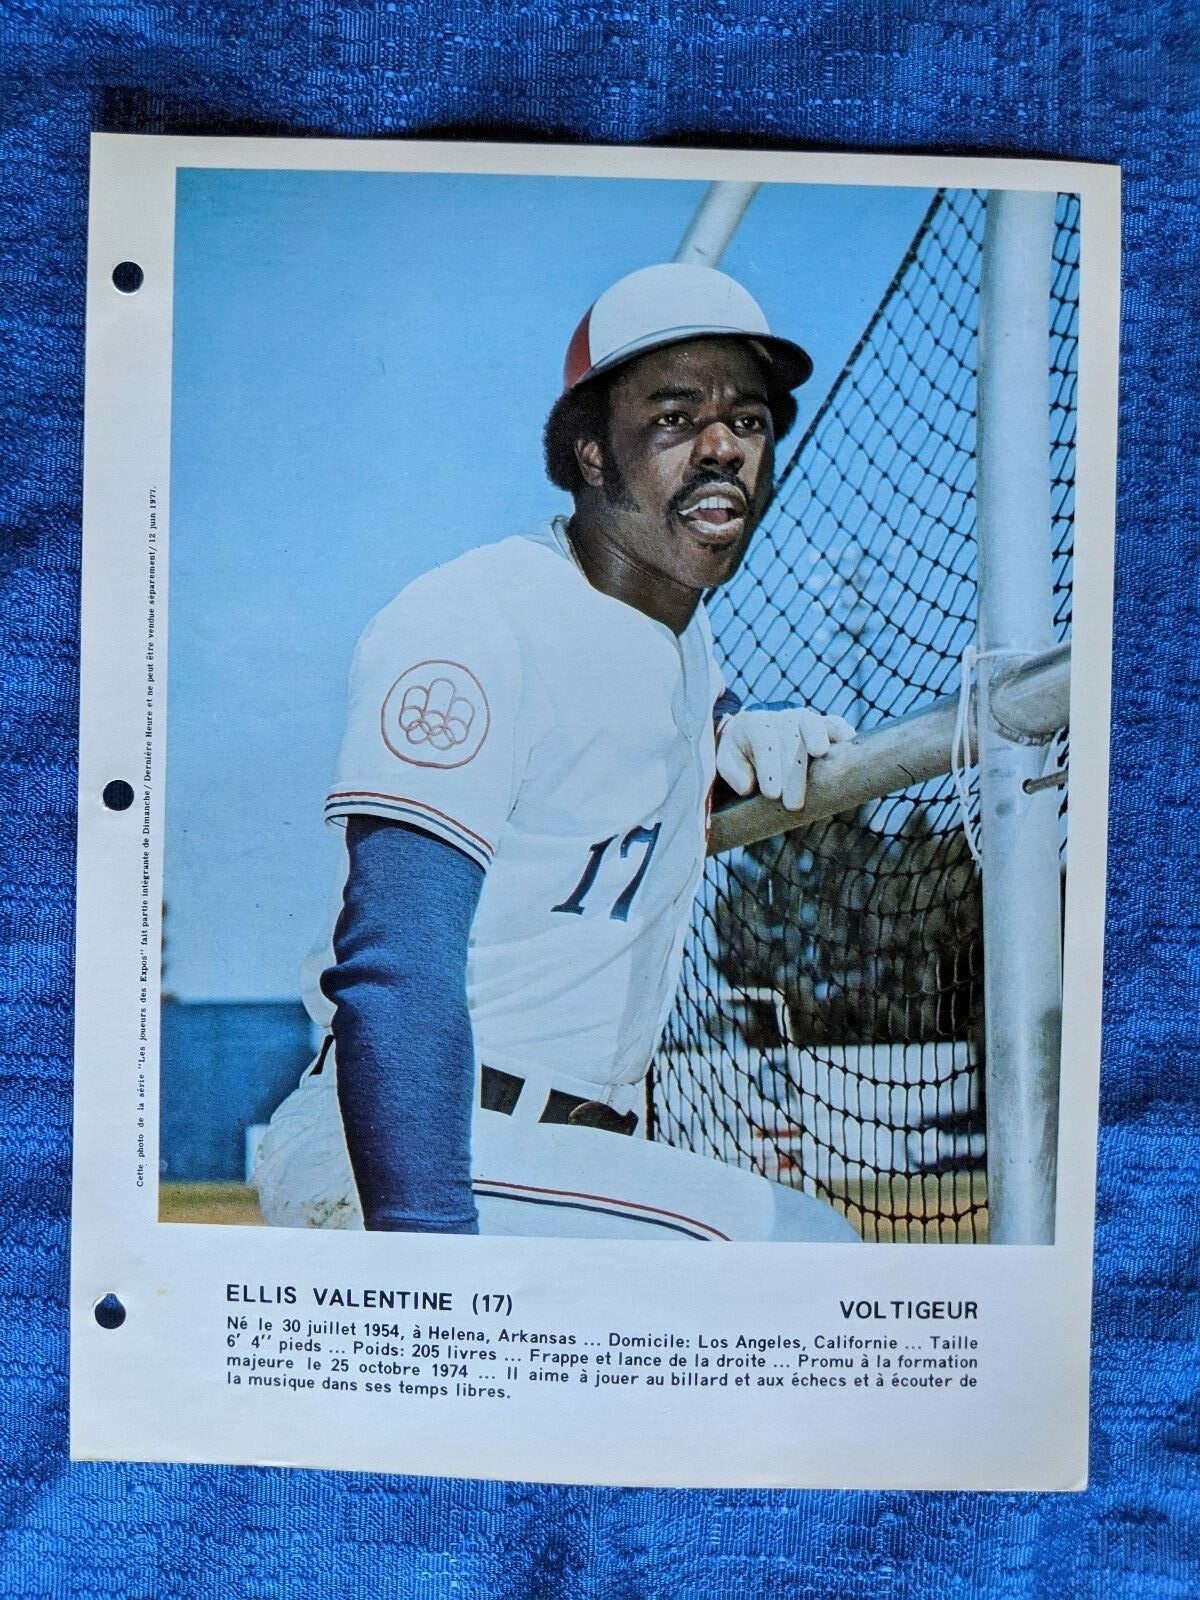 Cette photo de la série "Les joueurs des Expos" fait partie intégrante de Dimanche / Dernière Heure et ne peut être vendue séparement / 12 juin 1977.
17
ELLIS VALENTINE (17) VOLTIGEUR
Né le 30 juillet 1954, à Helena, Arkansas ... Domicile: Los Angeles, Californie ... Taille
6' 4'' pieds ... Poids: 205 livres ... Frappe et lance de la droite ... Promu à la formation
majeure le 25 octobre 1974 ... Il aime à jouer au billard et aux échecs et à écouter de
la musique dans ses temps libres.